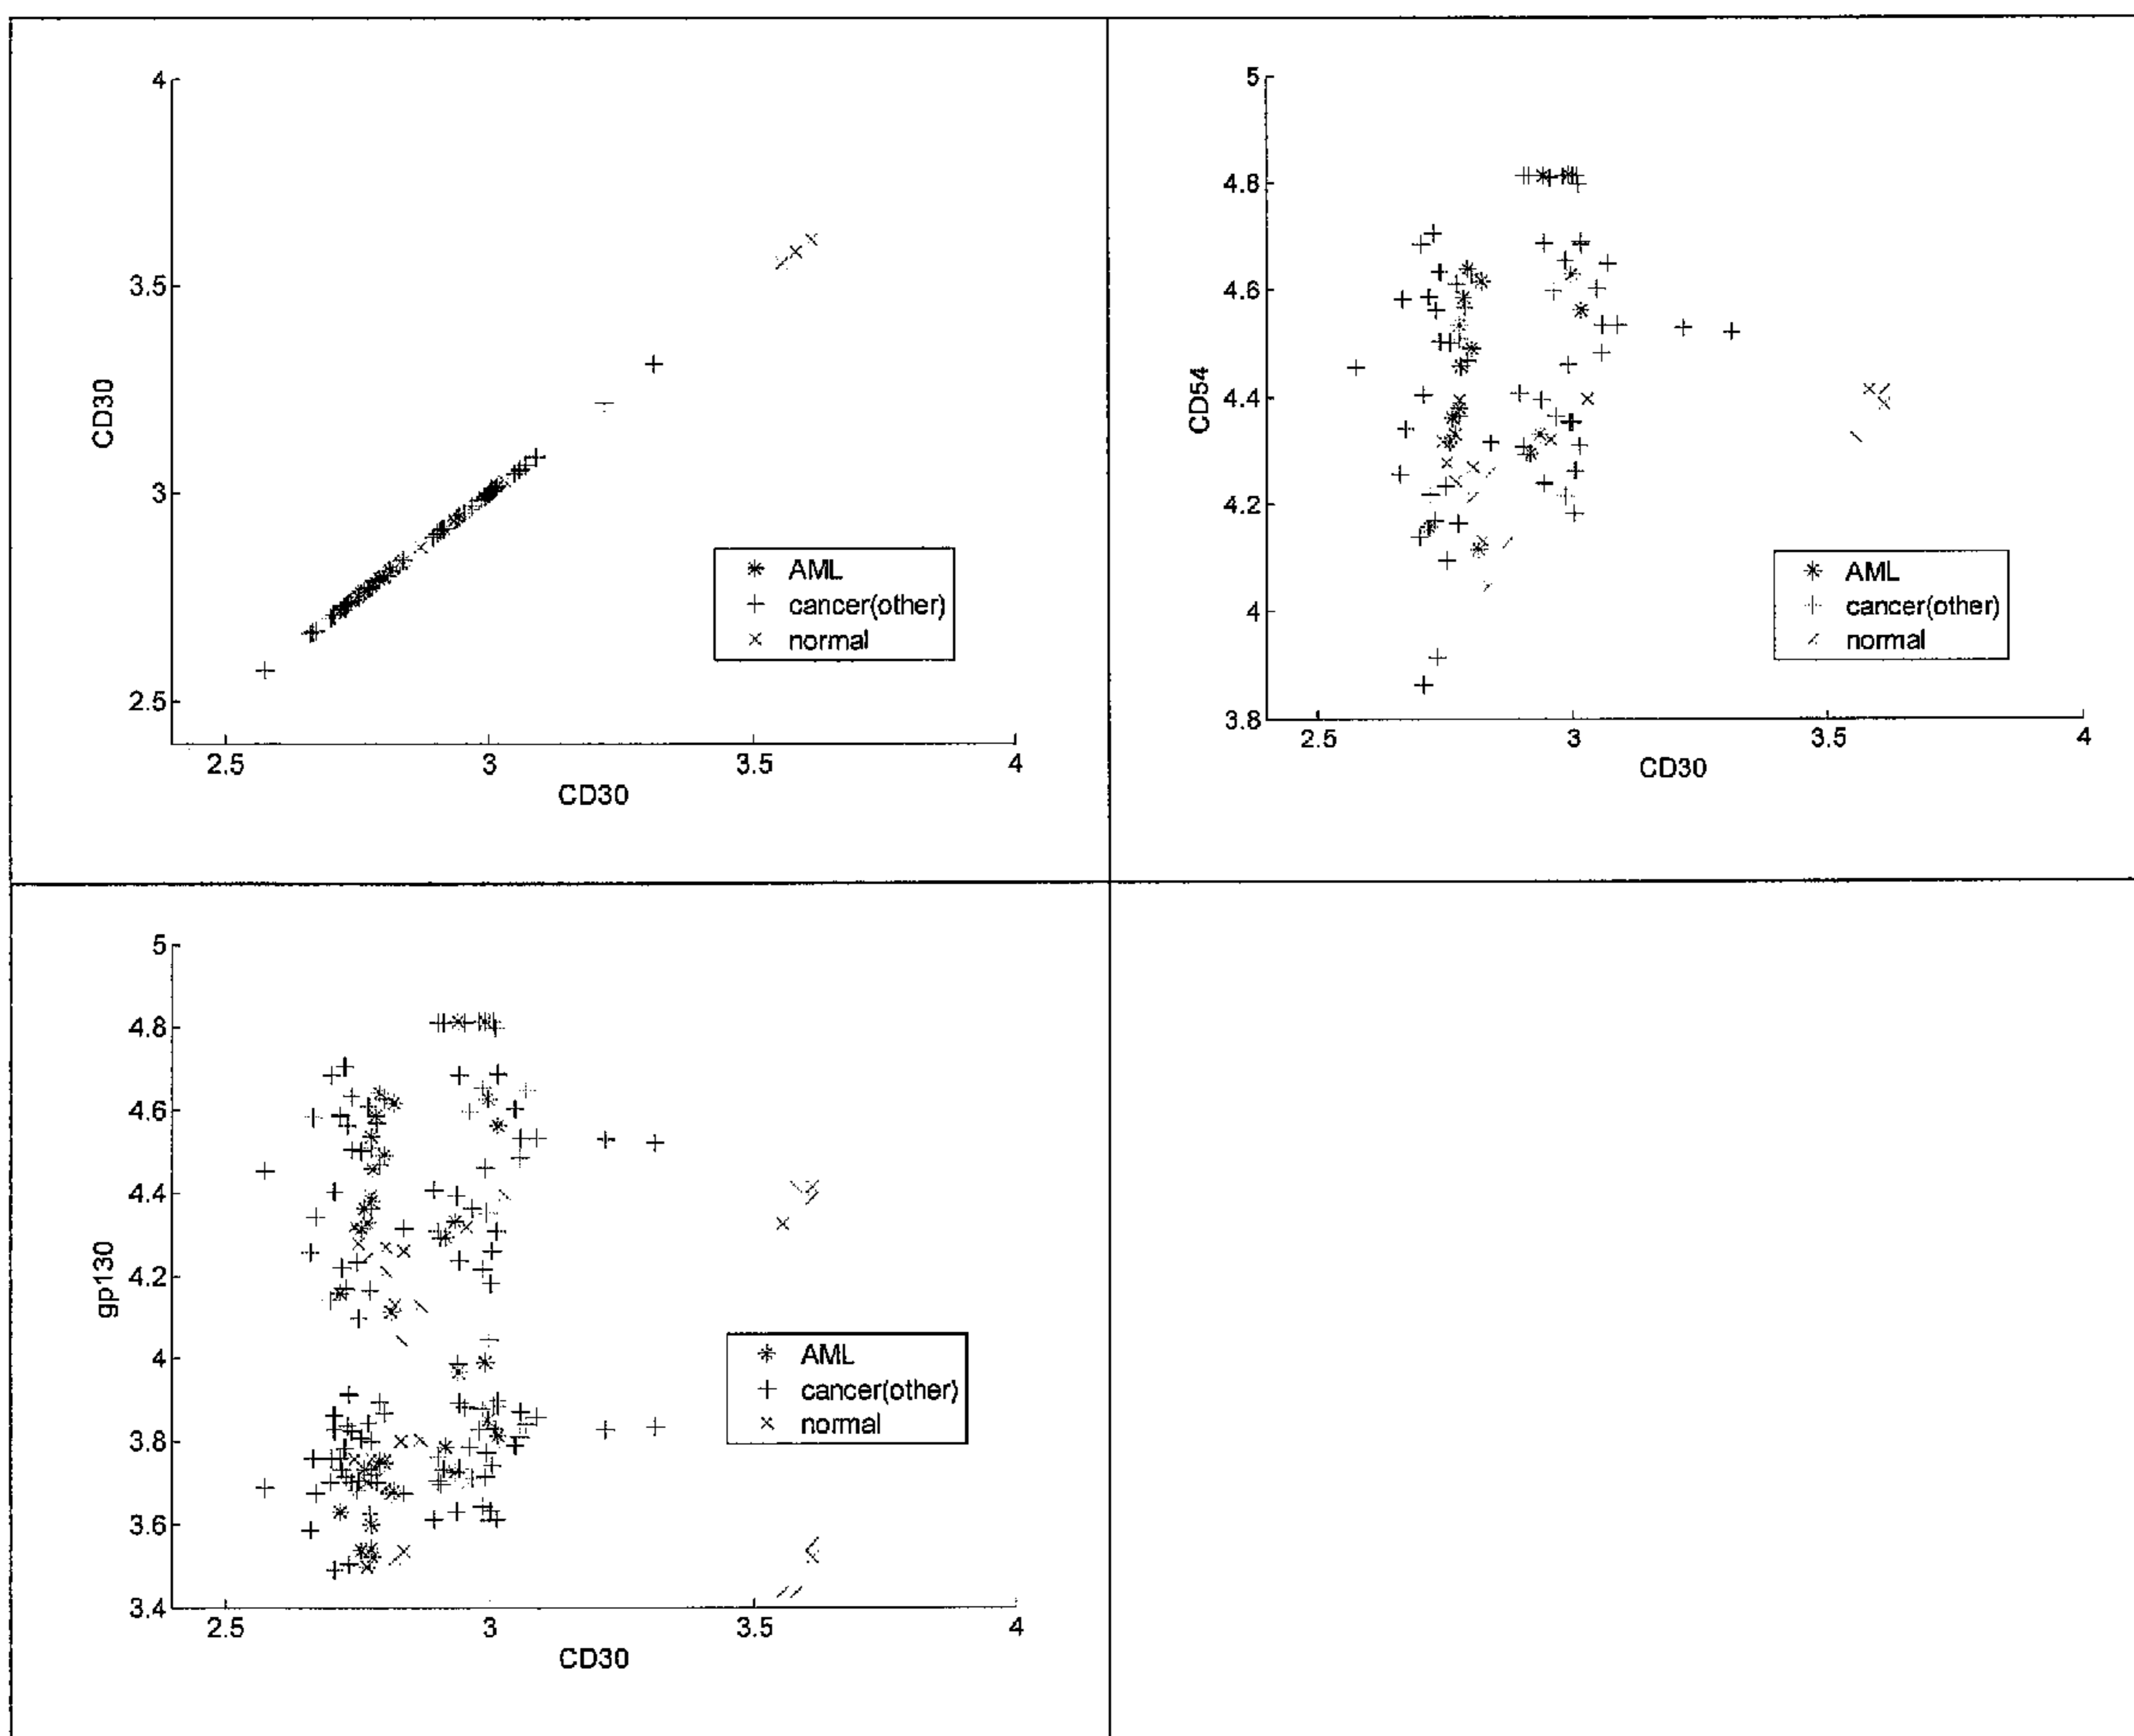 4
3.5
3
2.5
CD30
2.5
3
3.5
4
CD30
AML
cancer(other)
normal
5
4.8
4.6
4.4
4.2
4
3.8
CD54
2.5
3
3.5
4
CD30
AML
cancer(other)
normal
5
4.8
4.6
4.4
4.2
4
3.8
3.6
3.4
gp130
2.5
3
3.5
4
CD30
AML
cancer(other)
normal